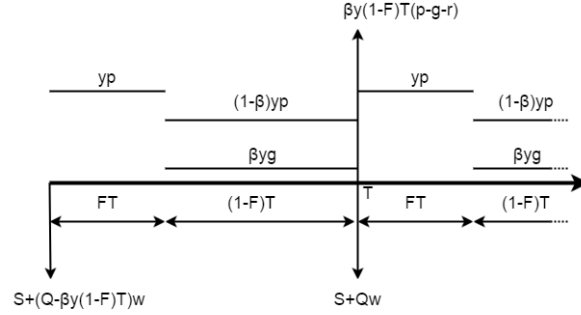 βy(1-F)T(p-g-r)
yp
yp
(1-β)yp
(1-β)yp
βyg
βyg
T
FT
(1-F)T
FT
(1-F)T
S+(Q-βy(1-F)T)w
S+Qw